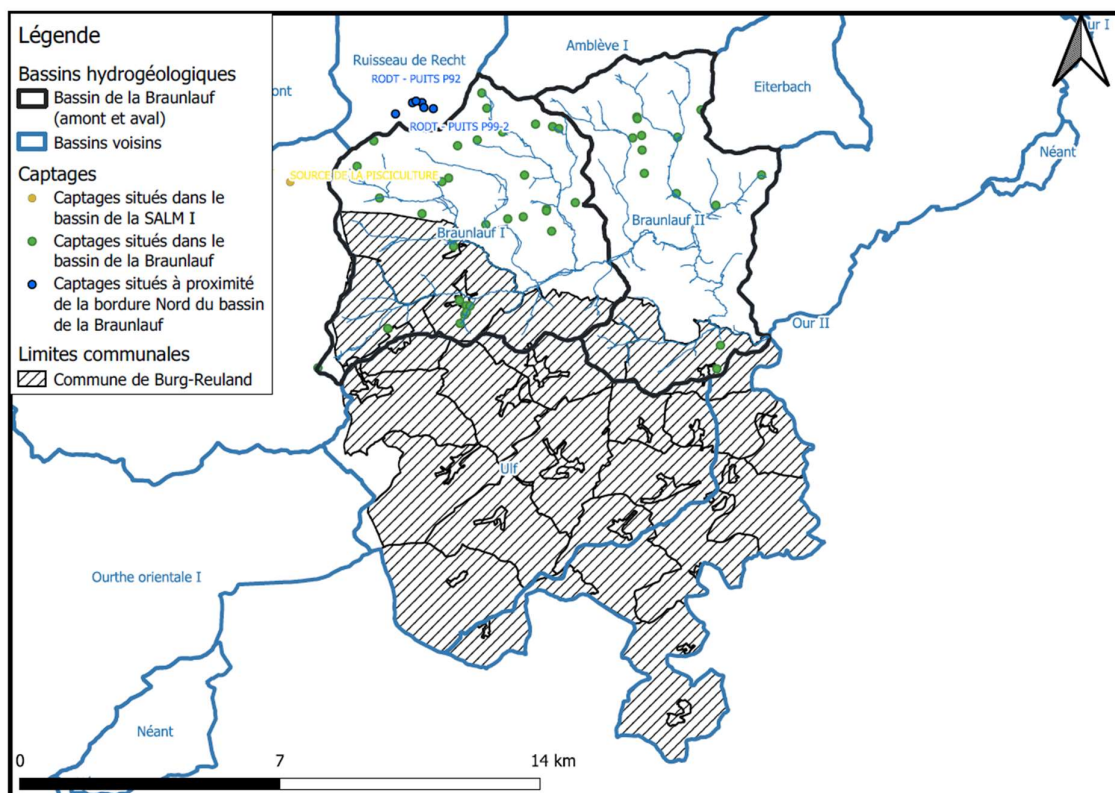 Légende
Bassins hydrogéologiques
Bassin de la Braunlauf
(amont et aval)
Bassins voisins
Captages
Captages situés dans le
bassin de la SALM I
Captages situés dans le
bassin de la Braunlauf
Captages situés à proximité
de la bordure Nord du bassin
de la Braunlauf
Limites communales
Commune de Burg-Reuland
Amblève I
Ruisseau de Recht
RODT - PUITS P92
ont
Eiterbach
RODT - PUITS P99-2
Néant
SOURCE DE LA PISCICULTURE
Braunlauf II
Braunlauf I
Our II
Ulf
Ourthe orientale I
Néant
0
7
14 km